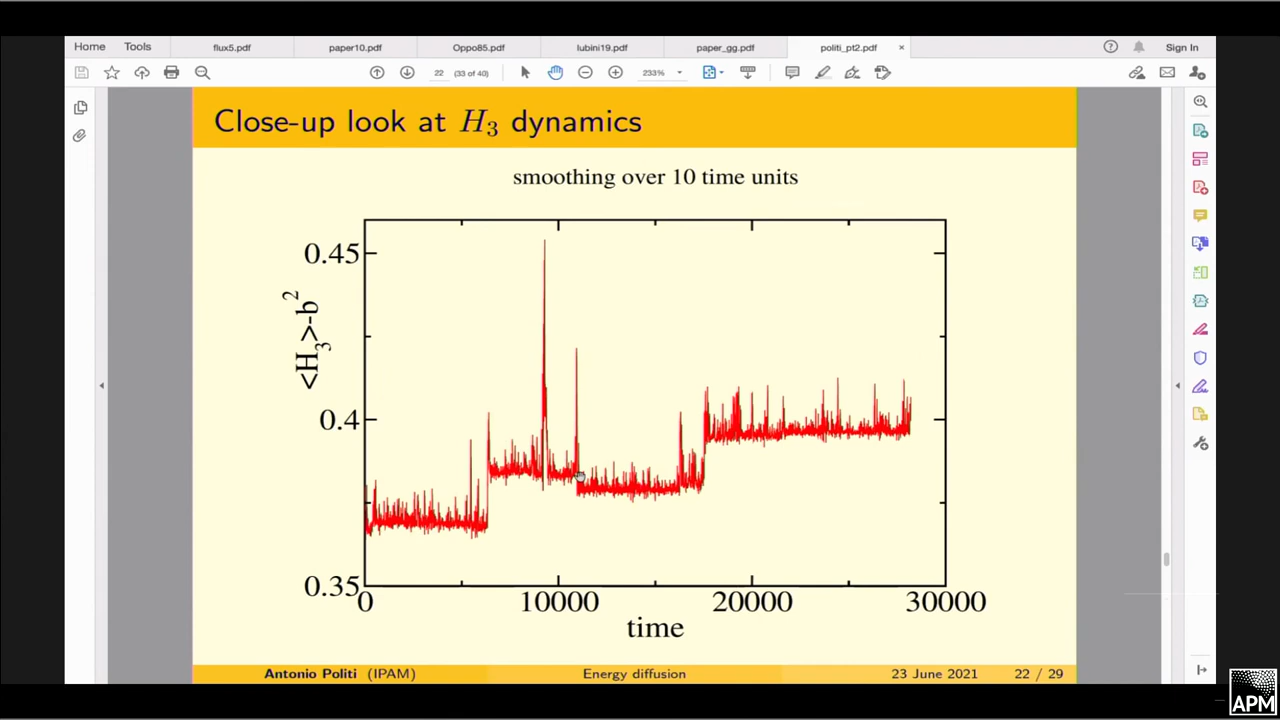 Home Tools flux5.pdf paper10.pdf Oppo85.pdf lubini19.pdf paper_gg.pdf politi_pt2.pdf × Sign In
22 (33 of 40) 233%
Close-up look at H3 dynamics
smoothing over 10 time units
0.45
0.4
0.35
<H3>-b2
0 10000 20000 30000
time
Antonio Politi (IPAM) Energy diffusion 23 June 2021 22 / 29
APM